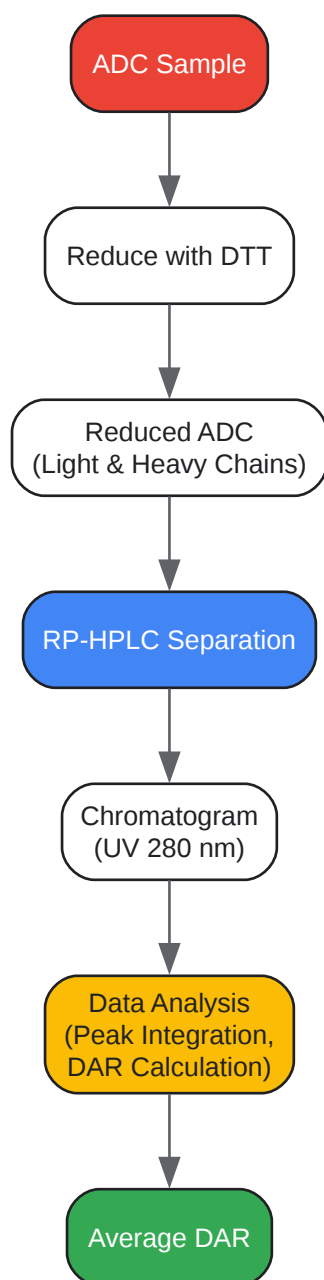 ADC Sample
Reduce with DTT
Reduced ADC
(Light & Heavy Chains)
RP-HPLC Separation
Chromatogram
(UV 280 nm)
Data Analysis
(Peak Integration,
DAR Calculation)
Average DAR